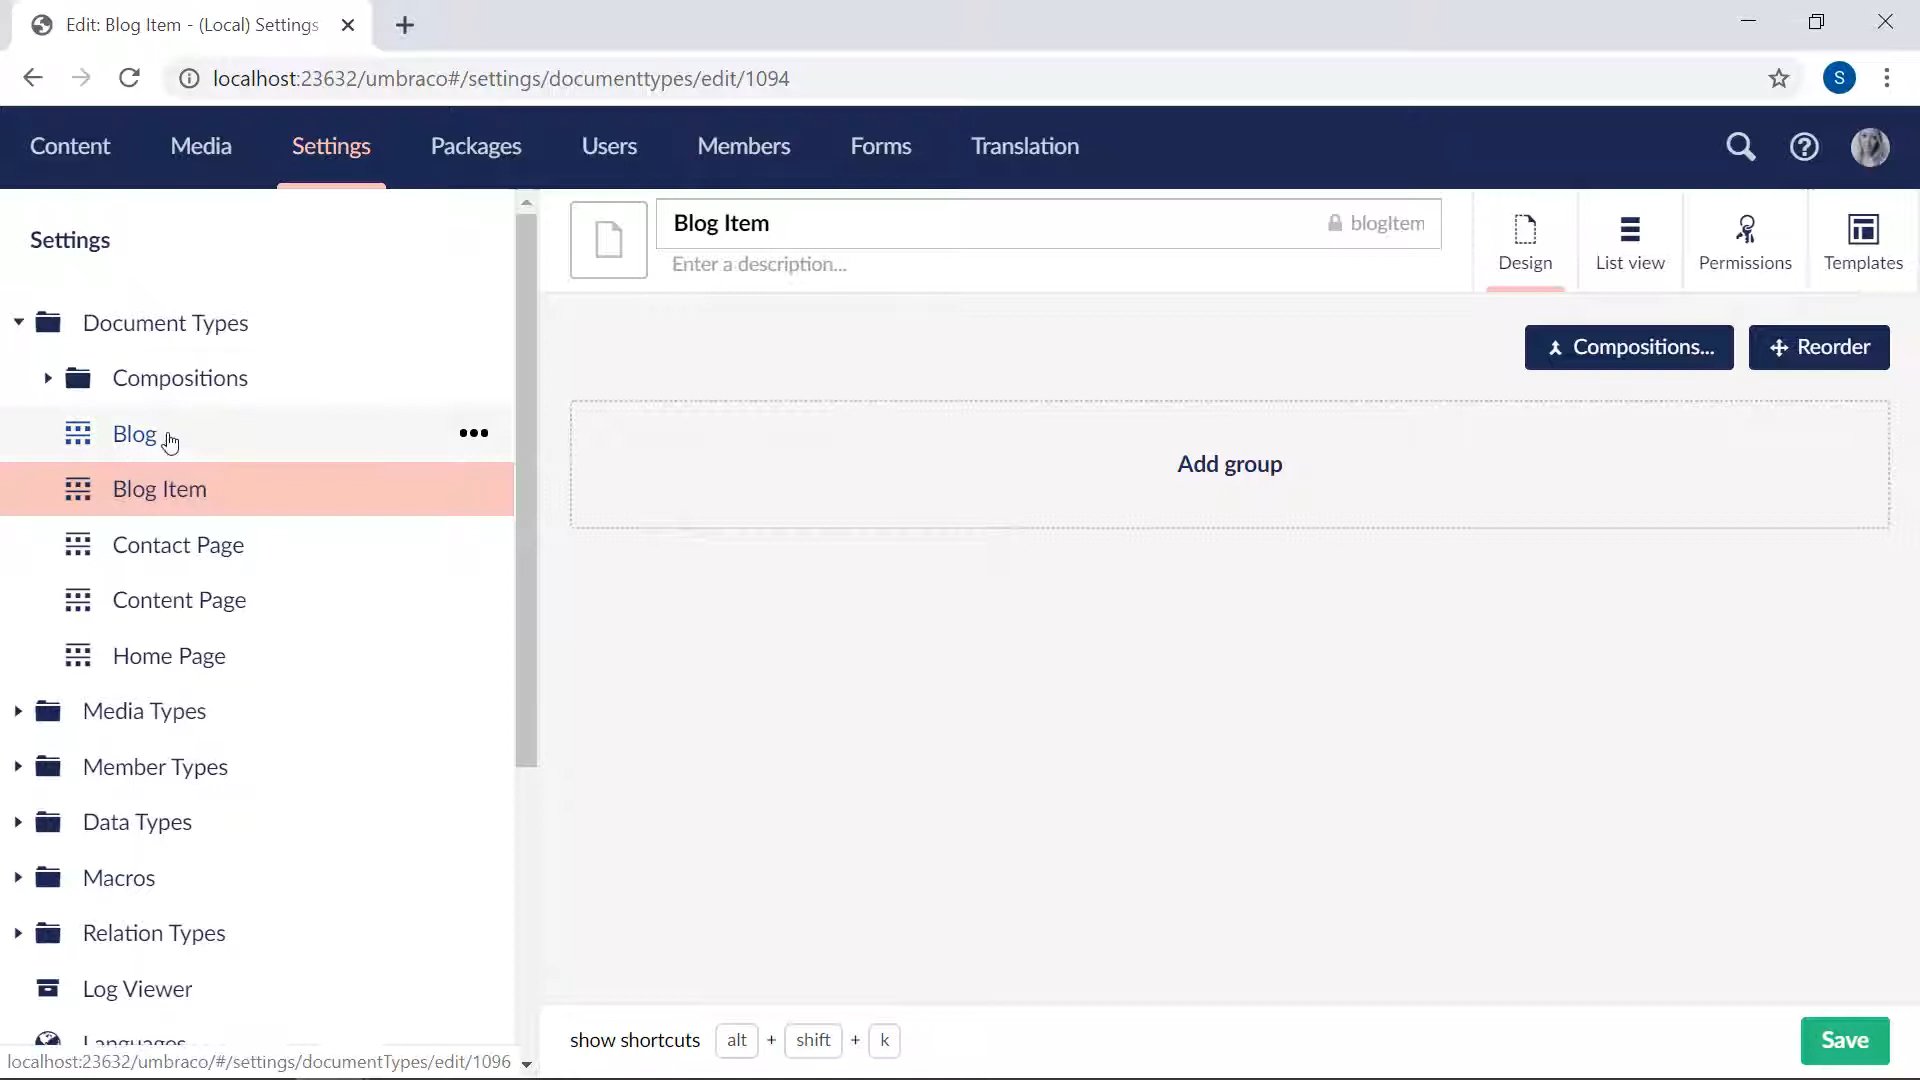 Edit: Blog Item - (Local) Settings
localhost:23632/umbraco#/settings/documenttypes/edit/1094
S
Content Media Settings Packages Users Members Forms Translation
Settings
Document Types
Compositions
Blog
Blog Item
Contact Page
Content Page
Home Page
Media Types
Member Types
Data Types
Macros
Relation Types
Log Viewer
Languages
localhost:23632/umbraco/#/settings/documentTypes/edit/1096
Blog Item blogItem
Enter a description...
Design List view Permissions Templates
Compositions... Reorder
Add group
show shortcuts alt + shift + k
Save